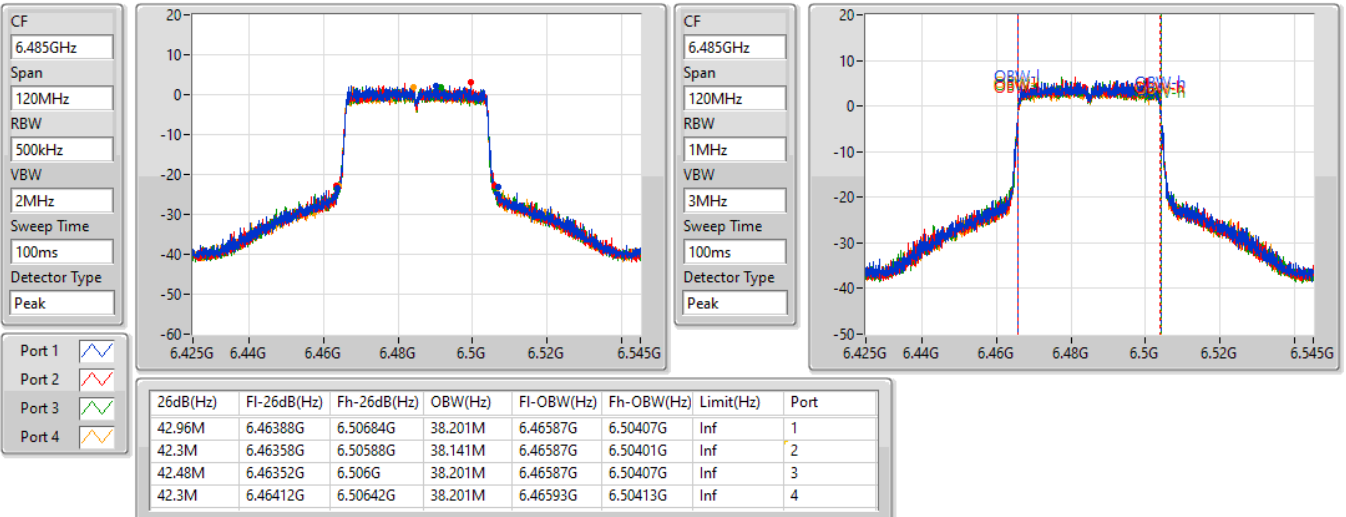 CF
6.485GHz
Span
120MHz
RBW
500kHz
VBW
2MHz
Sweep Time
100ms
Detector Type
Peak
20
10
0
-10
-20
-30
-40
-50
-60
6.425G 6.44G 6.46G 6.48G 6.5G 6.52G 6.545G
CF
6.485GHz
Span
120MHz
RBW
1MHz
VBW
3MHz
Sweep Time
100ms
Detector Type
Peak
20
10
0
-10
-20
-30
-40
-50
OBW-l
OBW-h
6.425G 6.44G 6.46G 6.48G 6.5G 6.52G 6.545G
Port 1
Port 2
Port 3
Port 4
26dB(Hz) Fl-26dB(Hz) Fh-26dB(Hz) OBW(Hz) Fl-OBW(Hz) Fh-OBW(Hz) Limit(Hz) Port
42.96M 6.46388G 6.50684G 38.201M 6.46587G 6.50407G Inf 1
42.3M 6.46358G 6.50588G 38.141M 6.46587G 6.50401G Inf 2
42.48M 6.46352G 6.506G 38.201M 6.46587G 6.50407G Inf 3
42.3M 6.46412G 6.50642G 38.201M 6.46593G 6.50413G Inf 4